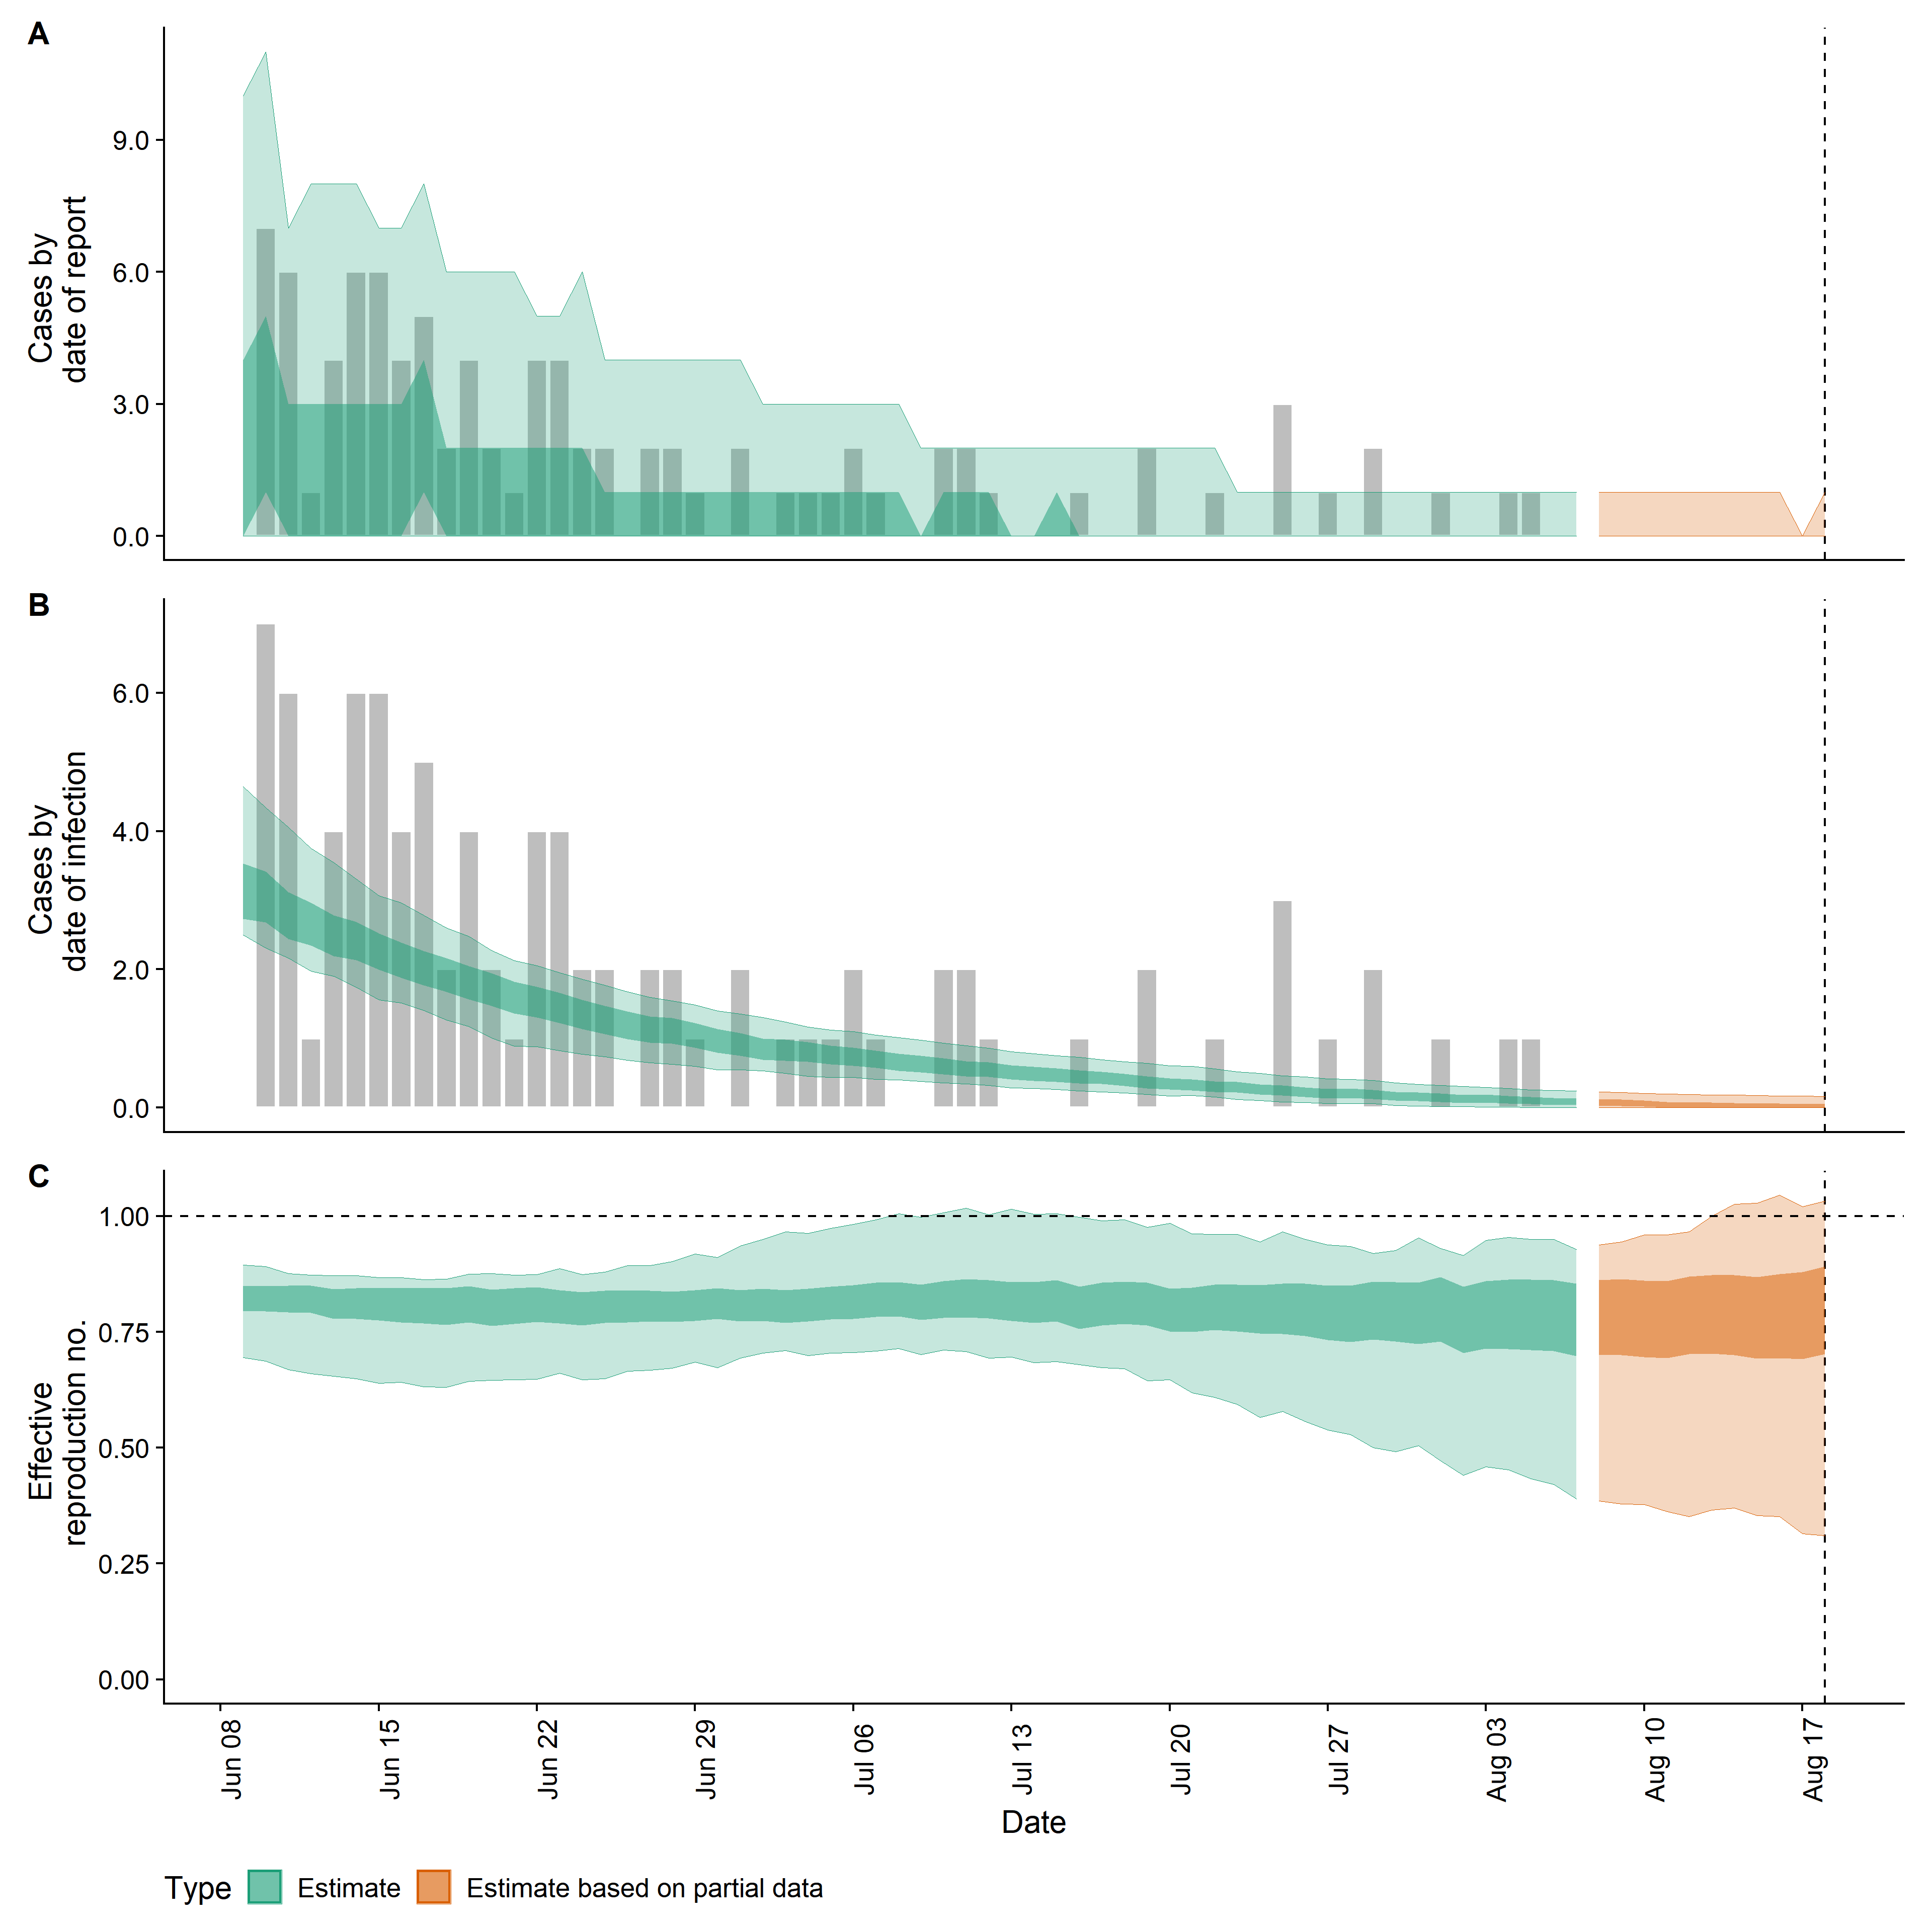 A
Cases by
date of report
9.0
6.0
3.0
0.0
B
Cases by
date of infection
6.0
4.0
2.0
0.0
C
Effective
reproduction no.
1.00
0.75
0.50
0.25
0.00
Jun 08
Jun 15
Jun 22
Jun 29
Jul 06
Jul 13
Jul 20
Jul 27
Aug 03
Aug 10
Aug 17
Date
Type Estimate Estimate based on partial data